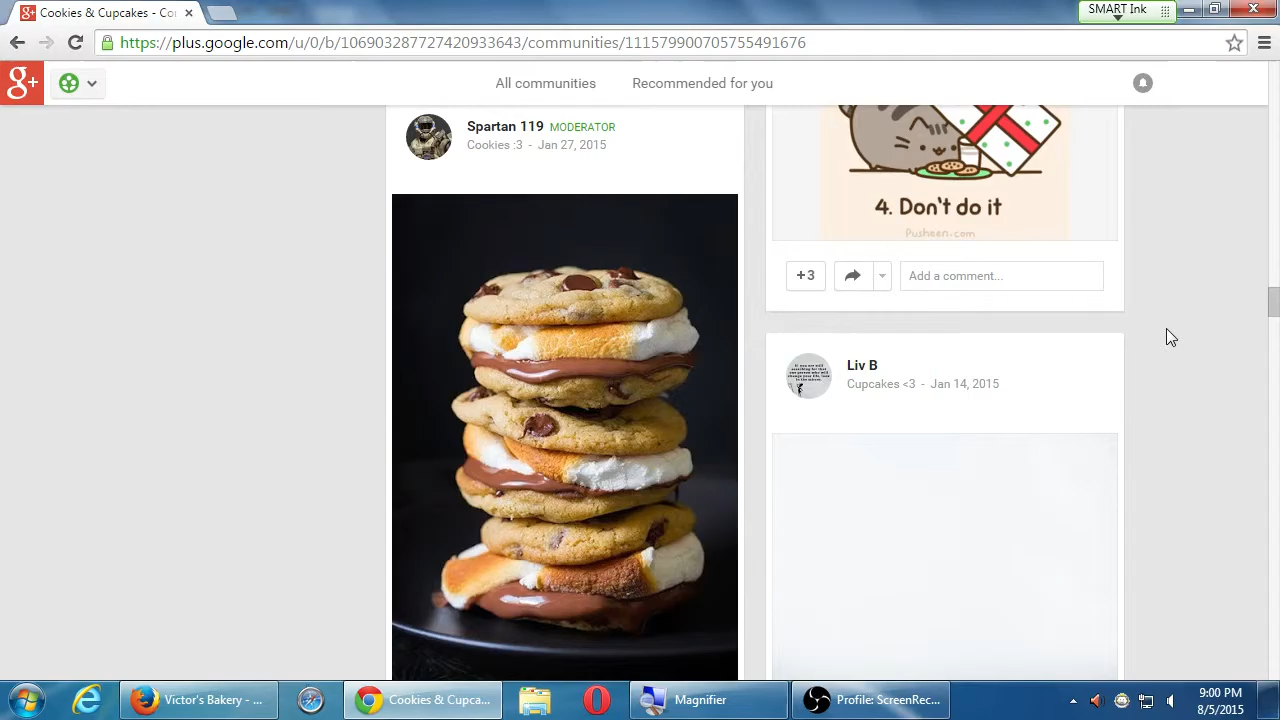 Cookies & Cupcakes - Co
SMART Ink
https://plus.google.com/u/0/b/106903287727420933643/communities/111579900705755491676
g+
All communities
Recommended for you
Spartan 119 MODERATOR
Cookies :3 - Jan 27, 2015
4. Don't do it
Pusheen.com
+3
Add a comment...
Liv B
Cupcakes <3 - Jan 14, 2015
Victor's Bakery - ...
Cookies & Cupca...
Magnifier
Profile: ScreenRec...
9:00 PM
8/5/2015